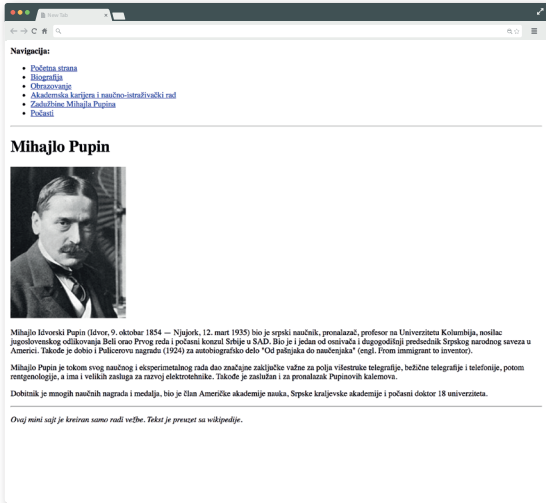 Navigacija:
Početna strana
Biografija
Obrazovanje
Akademska karijera i naučno-istraživački rad
Zadužbine Mihajla Pupina
Počasti
Mihajlo Pupin
Mihajlo Idvorski Pupin (Idvor, 9. oktobar 1854 — Njujork, 12. mart 1935) bio je srpski naučnik, pronalazač, profesor na Univerzitetu Kolumbija, nosilac
jugoslovenskog odlikovanja Beli orao Prvog reda i počasni konzul Srbije u SAD. Bio je i jedan od osnivača i dugogodišnji predsednik Srpskog narodnog saveza u
Americi. Takođe je dobio i Pulicerovu nagradu (1924) za autobiografsko delo "Od pašnjaka do naučenjaka" (engl. From immigrant to inventor).
Mihajlo Pupin je tokom svog naučnog i eksperimetalnog rada dao značajne zaključke važne za polja višestruke telegrafije, bežične telegrafije i telefonije, potom
rentgenologije, a ima i velikih zasluga za razvoj elektrotehnike. Takođe je zaslužan i za pronalazak Pupinovih kalemova.
Dobitnik je mnogih naučnih nagrada i medalja, bio je član Američke akademije nauka, Srpske kraljevske akademije i počasni doktor 18 univerziteta.
Ovaj mini sajt je kreiran samo radi vežbe. Tekst je preuzet sa wikipedije.